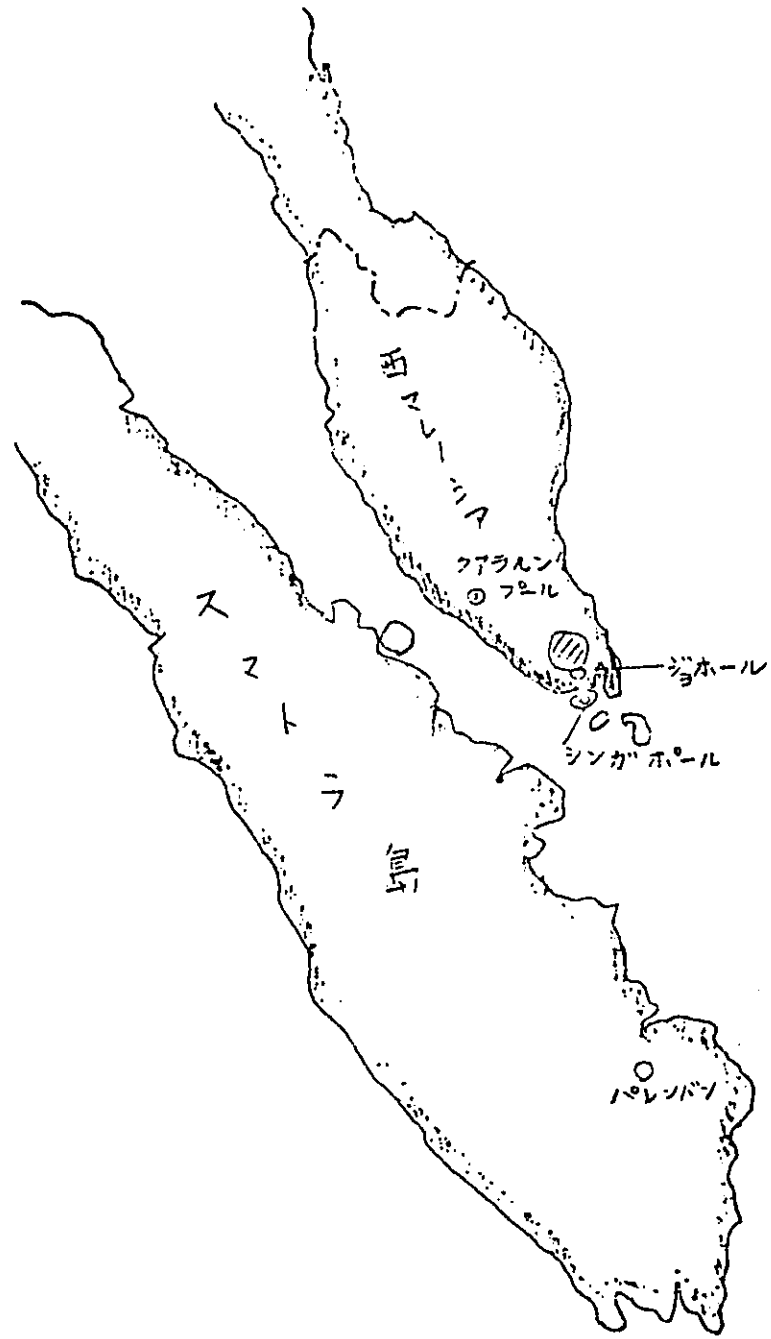 西マレーシア
クアラルン
プール
ジョホール
シンガポール
スマトラ島
パレンバン